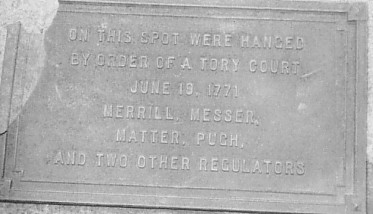 ON THIS SPOT WERE HANGED
BY ORDER OF A TORY COURT
JUNE 19, 1771
MERRILL, MESSER,
MATTER, PUGH,
AND TWO OTHER REGULATORS